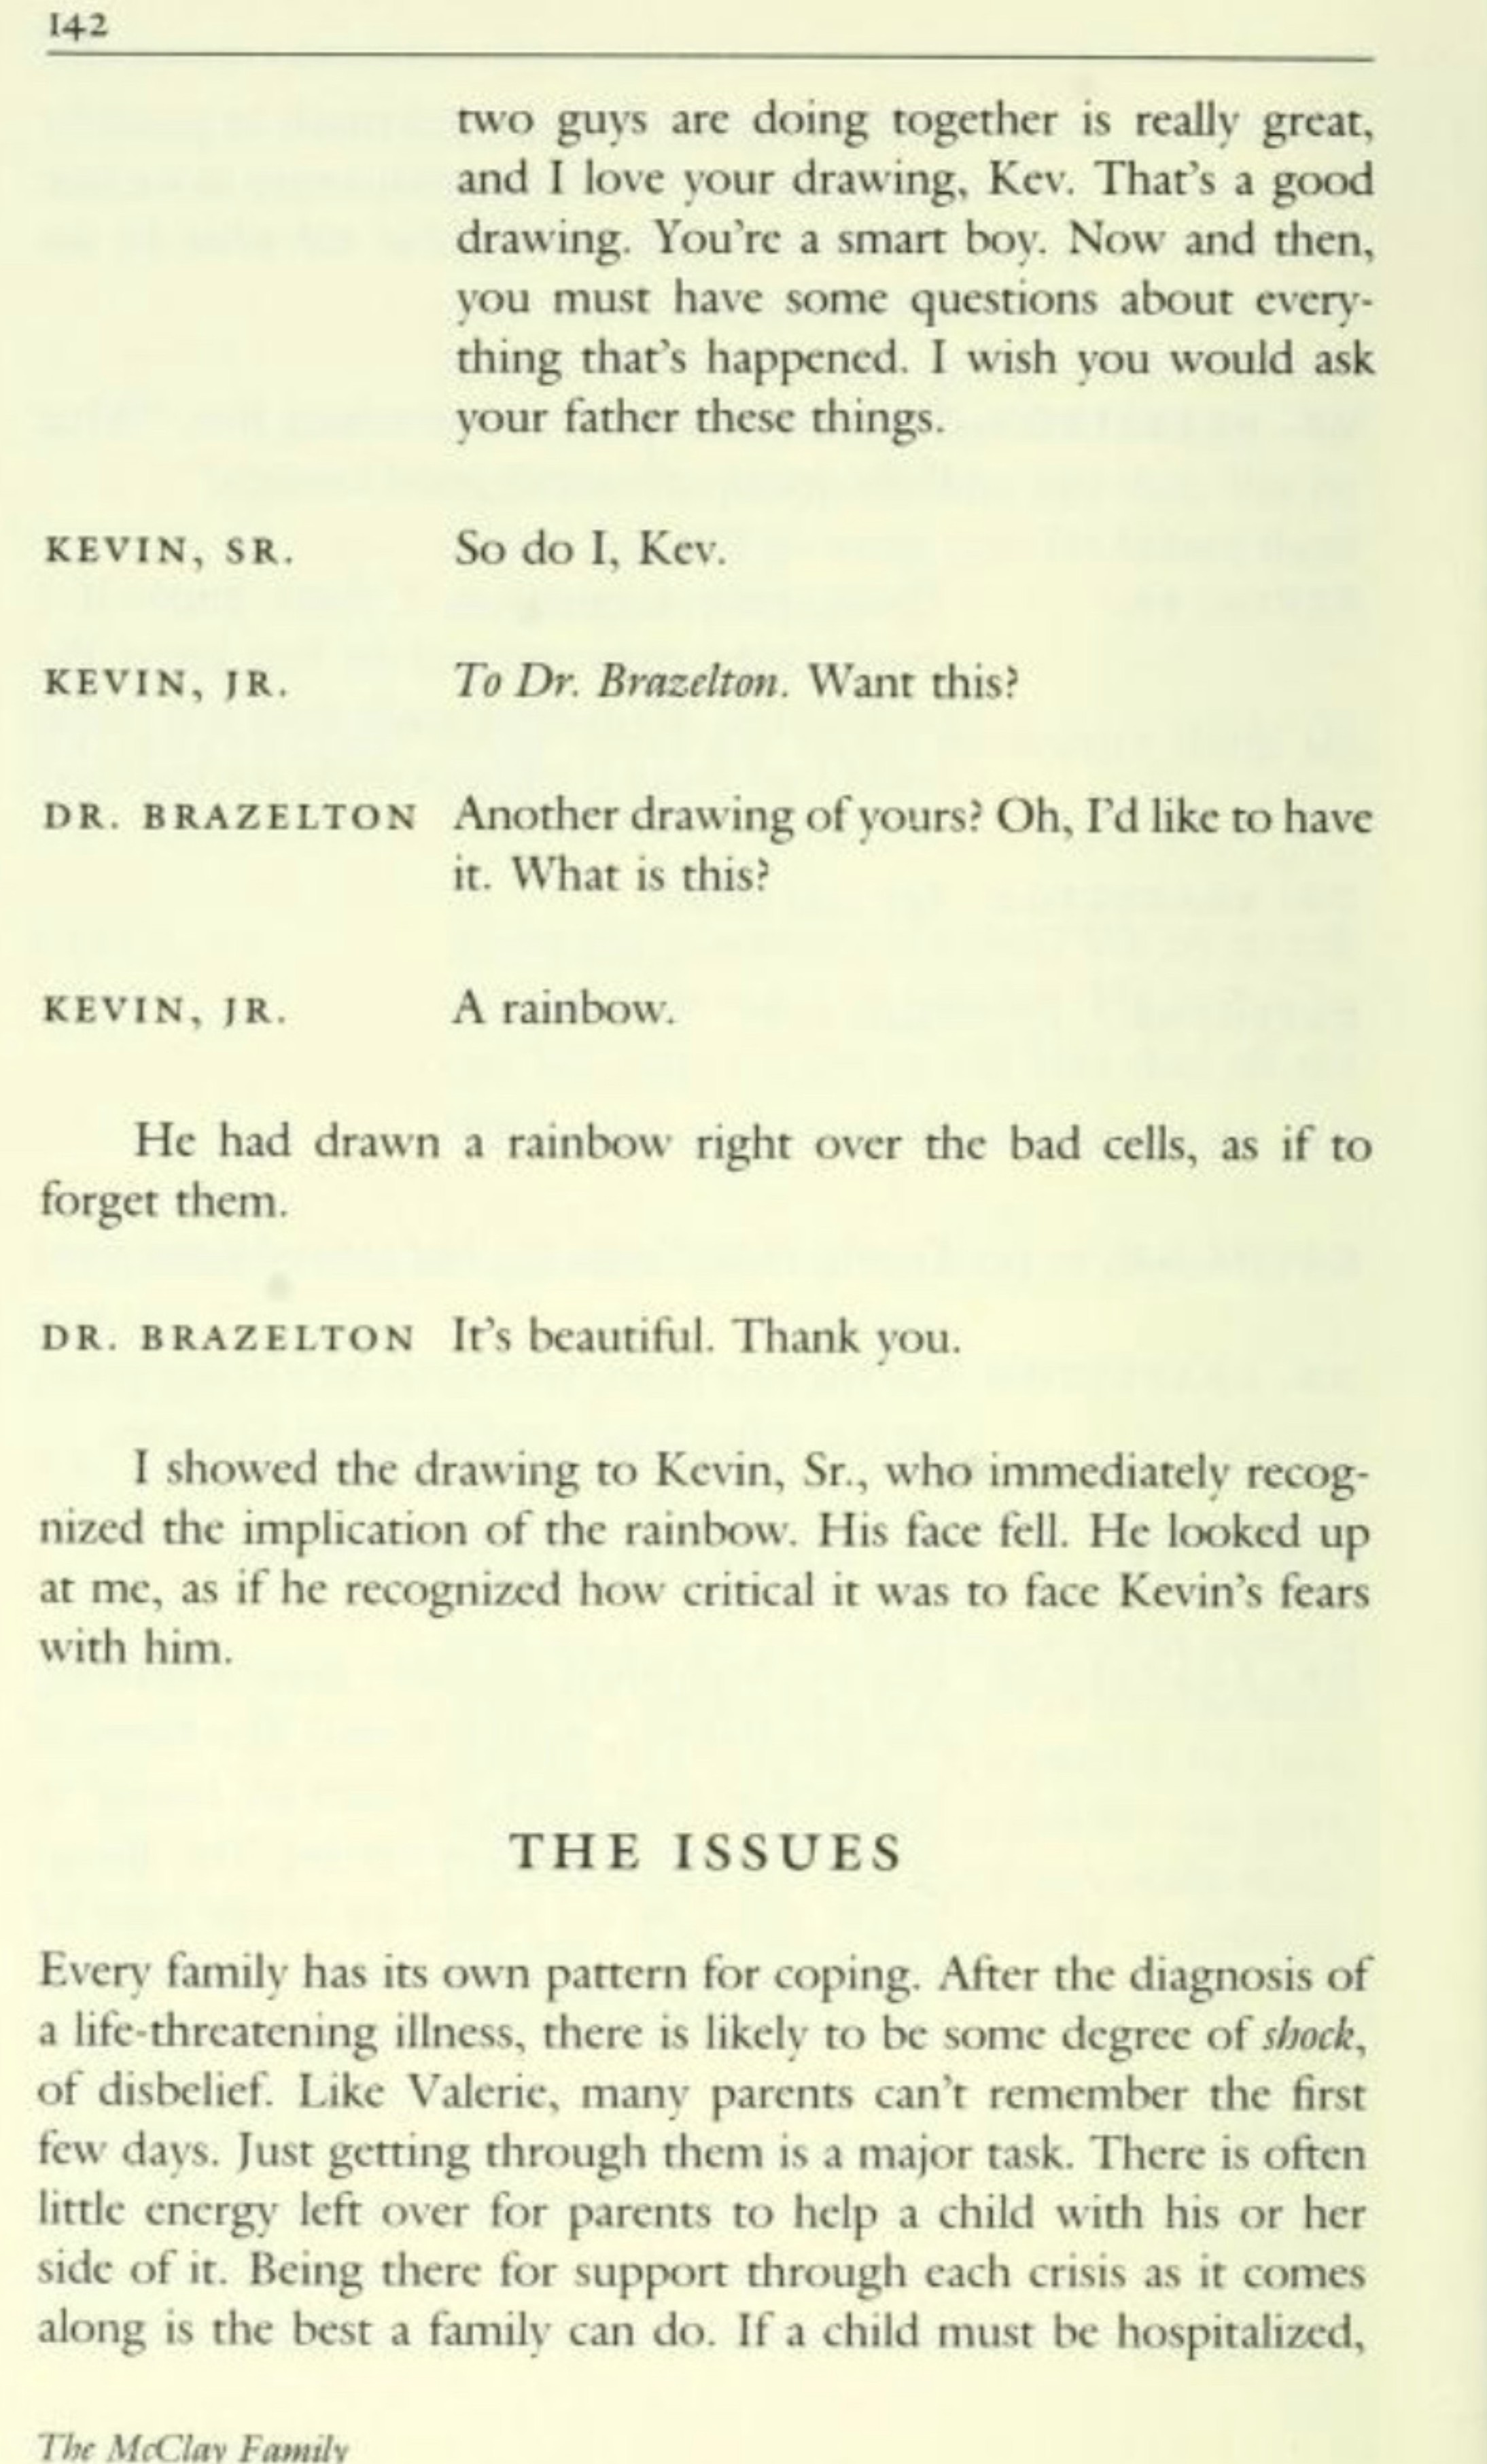 142
two guys are doing together is really great,
and I love your drawing, Kev. That's a good
drawing. You're a smart boy. Now and then,
you must have some questions about every-
thing that's happened. I wish you would ask
your father these things.
KEVIN, SR. So do I, Kev.
KEVIN, JR. To Dr. Brazelton. Want this?
DR. BRAZELTON Another drawing of yours? Oh, I'd like to have
it. What is this?
KEVIN, JR. A rainbow.
He had drawn a rainbow right over the bad cells, as if to
forget them.
DR. BRAZELTON It's beautiful. Thank you.
I showed the drawing to Kevin, Sr., who immediately recog-
nized the implication of the rainbow. His face fell. He looked up
at me, as if he recognized how critical it was to face Kevin's fears
with him.
THE ISSUES
Every family has its own pattern for coping. After the diagnosis of
a life-threatening illness, there is likely to be some degree of shock,
of disbelief. Like Valerie, many parents can't remember the first
few days. Just getting through them is a major task. There is often
little energy left over for parents to help a child with his or her
side of it. Being there for support through each crisis as it comes
along is the best a family can do. If a child must be hospitalized,
The McClay Family